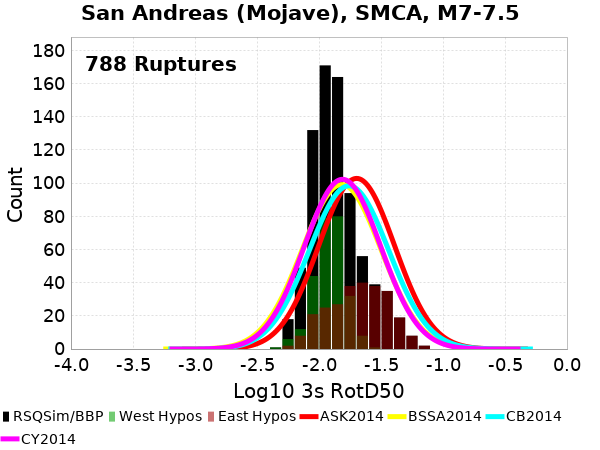 San Andreas (Mojave), SMCA, M7-7.5
788 Ruptures
180
160
140
120
100
80
60
40
20
0
Count
-4.0 -3.5 -3.0 -2.5 -2.0 -1.5 -1.0 -0.5 0.0
Log10 3s RotD50
RSQSim/BBP West Hypos East Hypos ASK2014 BSSA2014 CB2014
CY2014